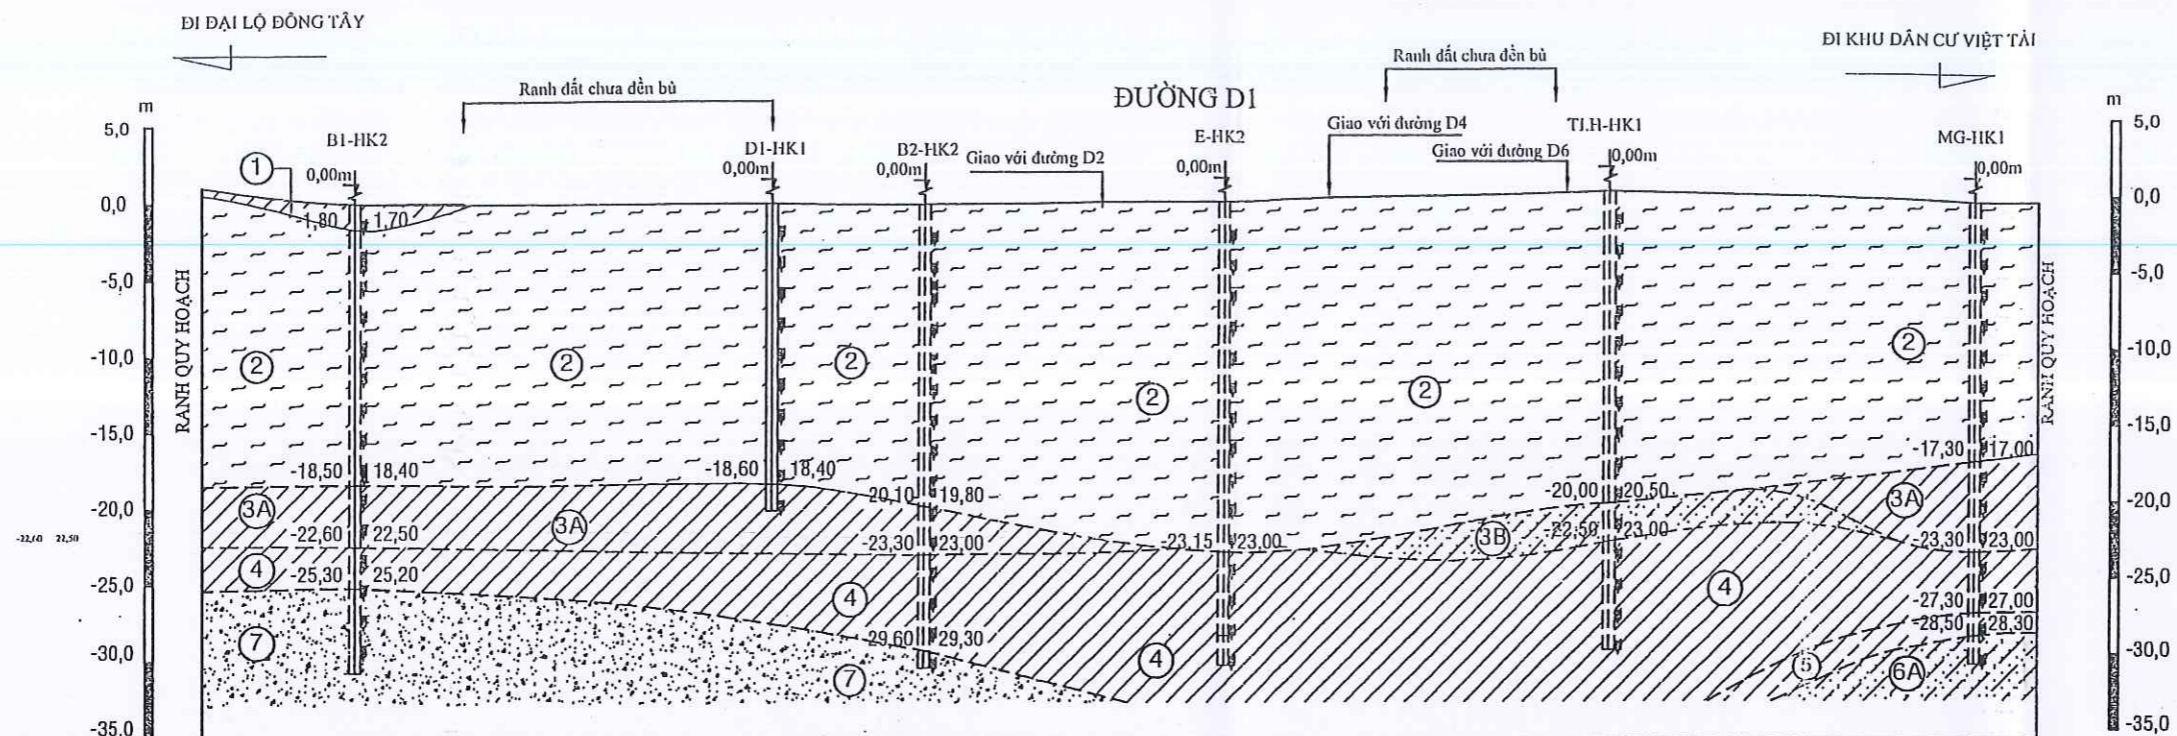 ĐI ĐẠI LỘ ĐÔNG TÂY
ĐI KHU DÂN CƯ VIỆT TÀI
Ranh đất chưa đền bù
Ranh đất chưa đền bù
ĐƯỜNG D1
m
m
5,0
5,0
B1-HK2
D1-HK1
B2-HK2
E-HK2
TJ.H-HK1
MG-HK1
Giao với đường D2
Giao với đường D4
Giao với đường D6
1
0,00m
0,00m
0,00m
0,00m
0,00m
0,00m
0,0
0,0
-1,80 1,70
RANH QUY HOẠCH
RANH QUY HOẠCH
-5,0
-5,0
2
2
2
2
2
2
-10,0
-10,0
-15,0
-15,0
-18,50 18,40
-18,60 18,40
20,10 19,80
-20,00 20,50
-17,30 17,00
3A
3A
3B
3A
-20,0
-20,0
-22,60 22,50
-22,60 22,50
-23,30 23,00
-23,15 23,00
-22,50 23,00
-23,30 23,00
4
4
4
4
-25,0
-25,0
-25,30 25,20
-27,30 27,00
-28,50 28,30
29,60 29,30
7
7
5
6A
-30,0
-30,0
-35,0
-35,0